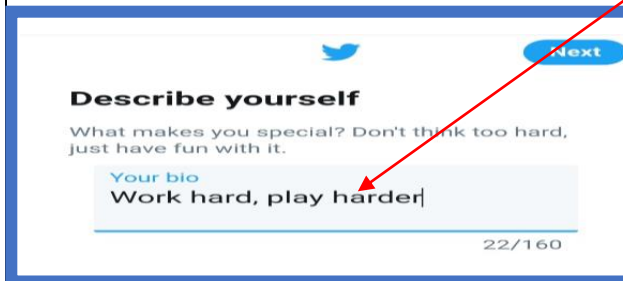 Next
Describe yourself
What makes you special? Don't think too hard,
just have fun with it.
Your bio
Work hard, play harder
22/160